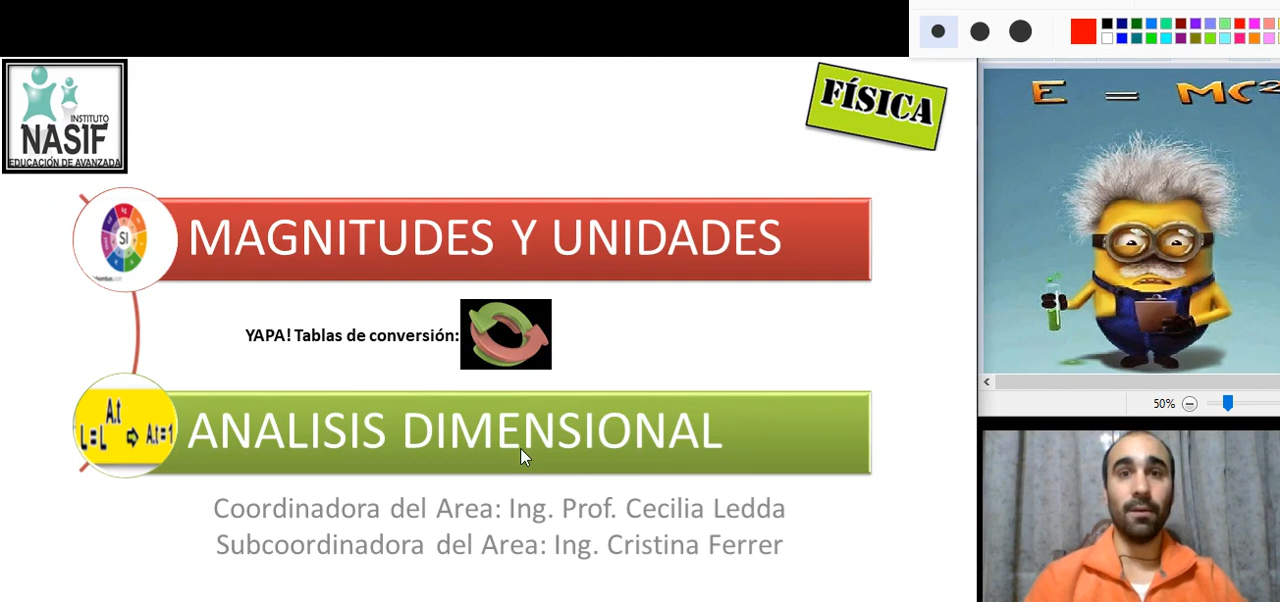 INSTITUTO
NASIF
EDUCACIÓN DE AVANZADA
FÍSICA
E = MC²
SI
MAGNITUDES Y UNIDADES
YAPA! Tablas de conversión:
A.t
L=L ⇨ A.t=1
ANALISIS DIMENSIONAL
50%
Coordinadora del Area: Ing. Prof. Cecilia Ledda
Subcoordinadora del Area: Ing. Cristina Ferrer